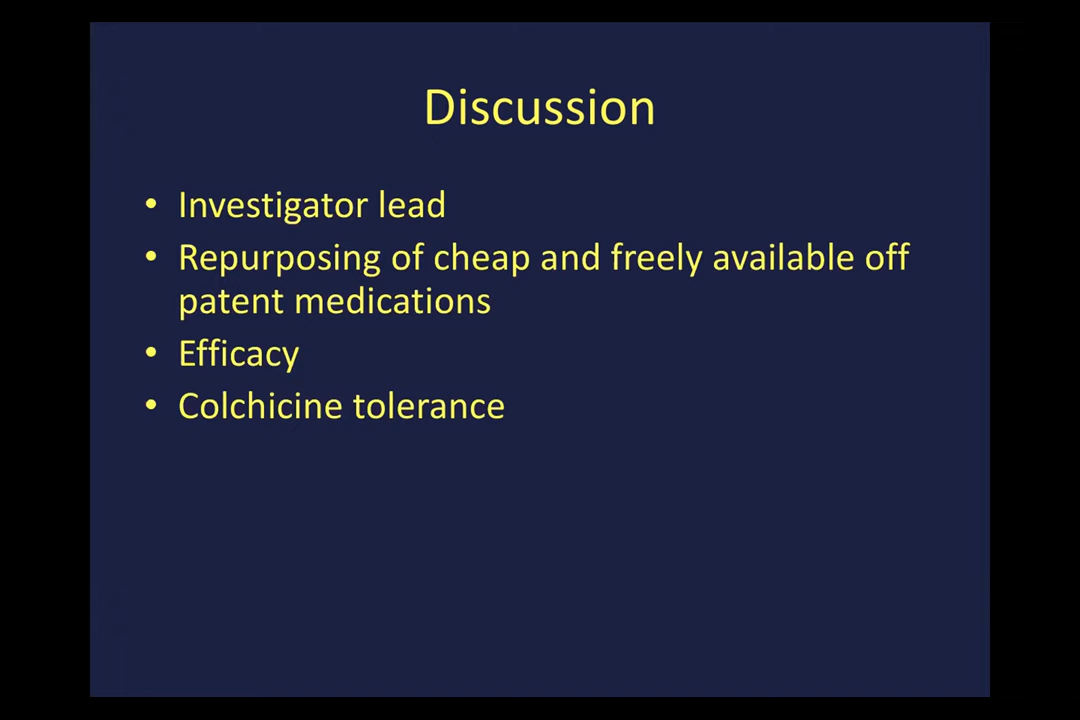 Discussion
• Investigator lead
• Repurposing of cheap and freely available off
patent medications
• Efficacy
• Colchicine tolerance